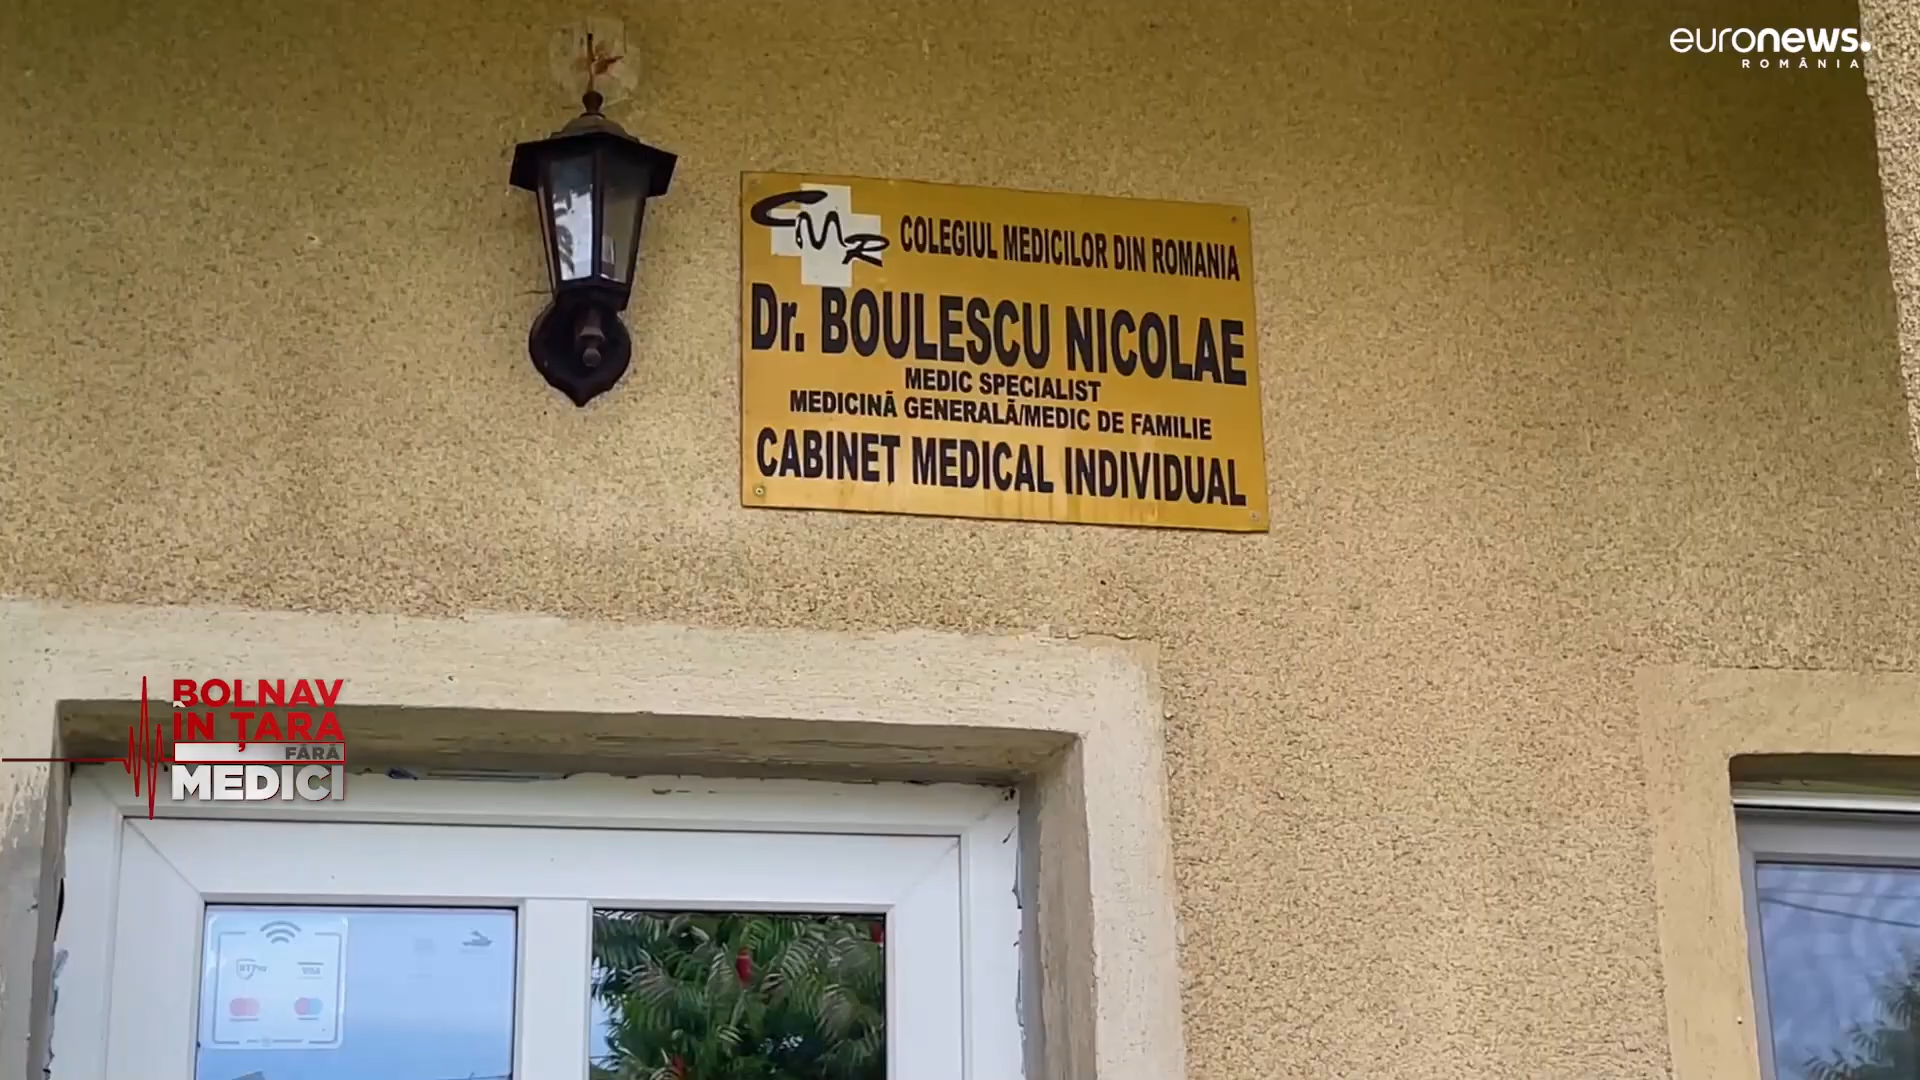 euronews.
ROMÂNIA
CMR
COLEGIUL MEDICILOR DIN ROMANIA
Dr. BOULESCU NICOLAE
MEDIC SPECIALIST
MEDICINĂ GENERALĂ/MEDIC DE FAMILIE
CABINET MEDICAL INDIVIDUAL
BOLNAV
ÎN ȚARA
FĂRĂ
MEDICI
VISA